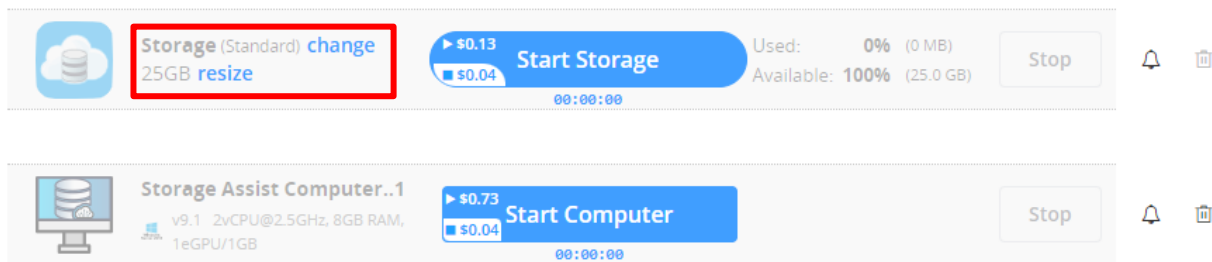 Storage (Standard) change
25GB resize
▶ $0.13
■ $0.04
Start Storage
00:00:00
Used: 0% (0 MB)
Available: 100% (25.0 GB)
Stop
Storage Assist Computer..1
v9.1 2vCPU@2.5GHz, 8GB RAM,
1eGPU/1GB
▶ $0.73
■ $0.04
Start Computer
00:00:00
Stop